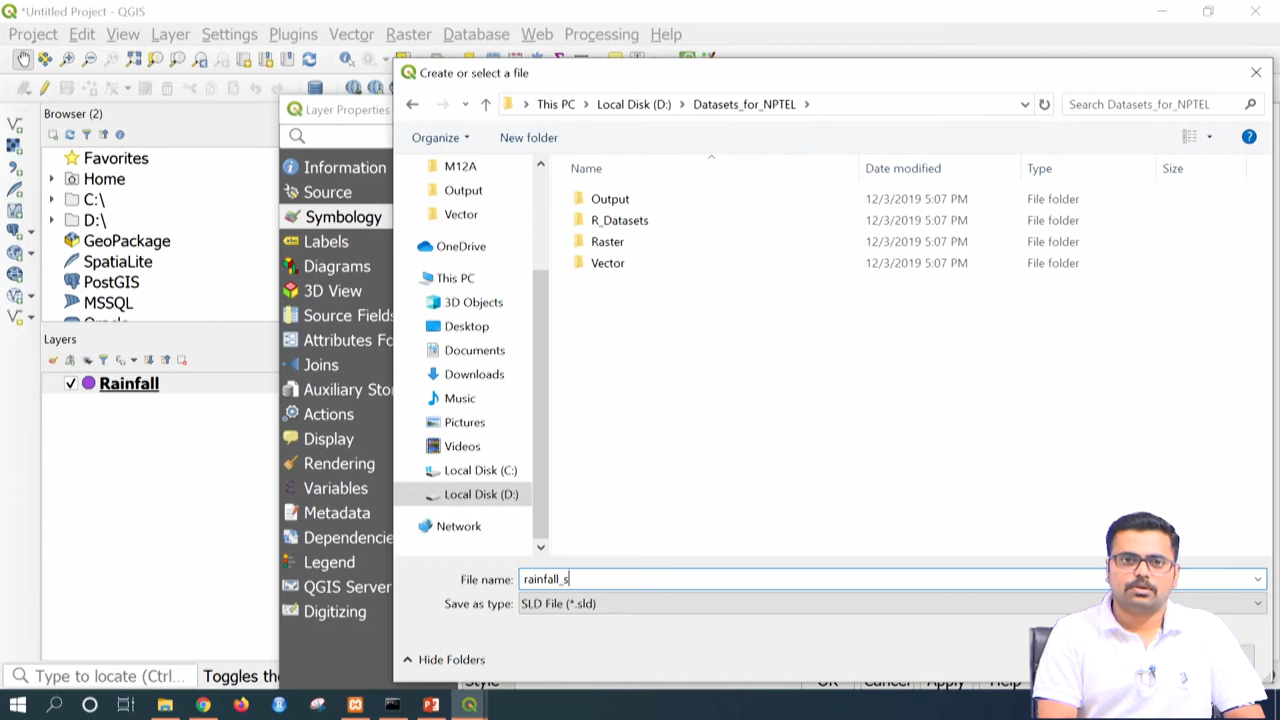 *Untitled Project - QGIS
Project Edit View Layer Settings Plugins Vector Raster Database Web Processing Help
Browser (2)
Favorites
Home
C:\
D:\
GeoPackage
SpatiaLite
PostGIS
MSSQL
Layers
Rainfall
Type to locate (Ctrl...
Toggles the
Layer Properties
Information
Source
Symbology
Labels
Diagrams
3D View
Source Fields
Attributes Fo
Joins
Auxiliary Stor
Actions
Display
Rendering
Variables
Metadata
Dependencie
Legend
QGIS Server
Digitizing
Create or select a file
This PC
Local Disk (D:)
Datasets_for_NPTEL
Search Datasets_for_NPTEL
Organize
New folder
M12A
Output
Vector
OneDrive
This PC
3D Objects
Desktop
Documents
Downloads
Music
Pictures
Videos
Local Disk (C:)
Local Disk (D:)
Network
Name Date modified Type Size
Output 12/3/2019 5:07 PM File folder
R_Datasets 12/3/2019 5:07 PM File folder
Raster 12/3/2019 5:07 PM File folder
Vector 12/3/2019 5:07 PM File folder
File name: rainfall_s
Save as type: SLD File (*.sld)
Hide Folders